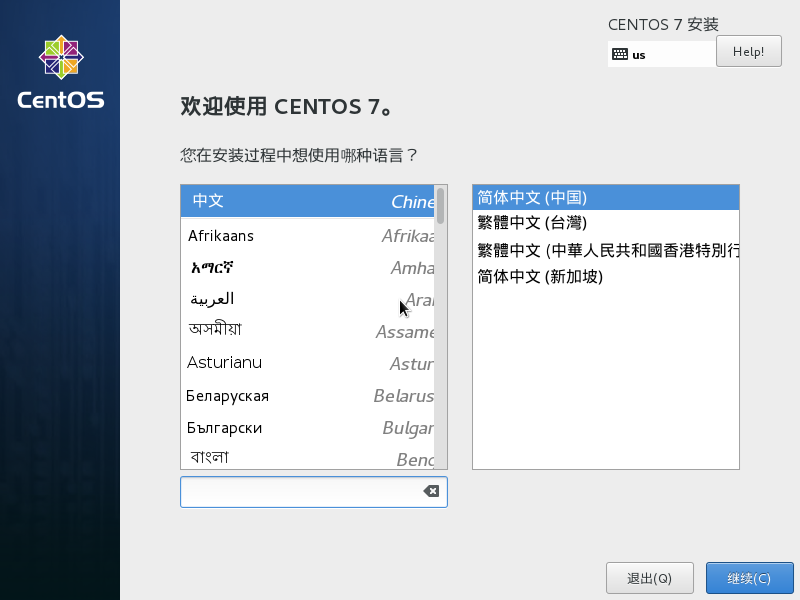 CENTOS 7 安装
us
Help!
CentOS
欢迎使用 CENTOS 7。
您在安装过程中想使用哪种语言？
中文 Chine
Afrikaans Afrikaa
አማርኛ Amha
العربية Ara
অসমীয়া Assame
Asturianu Astur
Беларуская Belarus
Български Bulgar
বাংলা Beng
简体中文 (中国)
繁體中文 (台灣)
繁體中文 (中華人民共和國香港特別行
简体中文 (新加坡)
退出(Q)
继续(C)